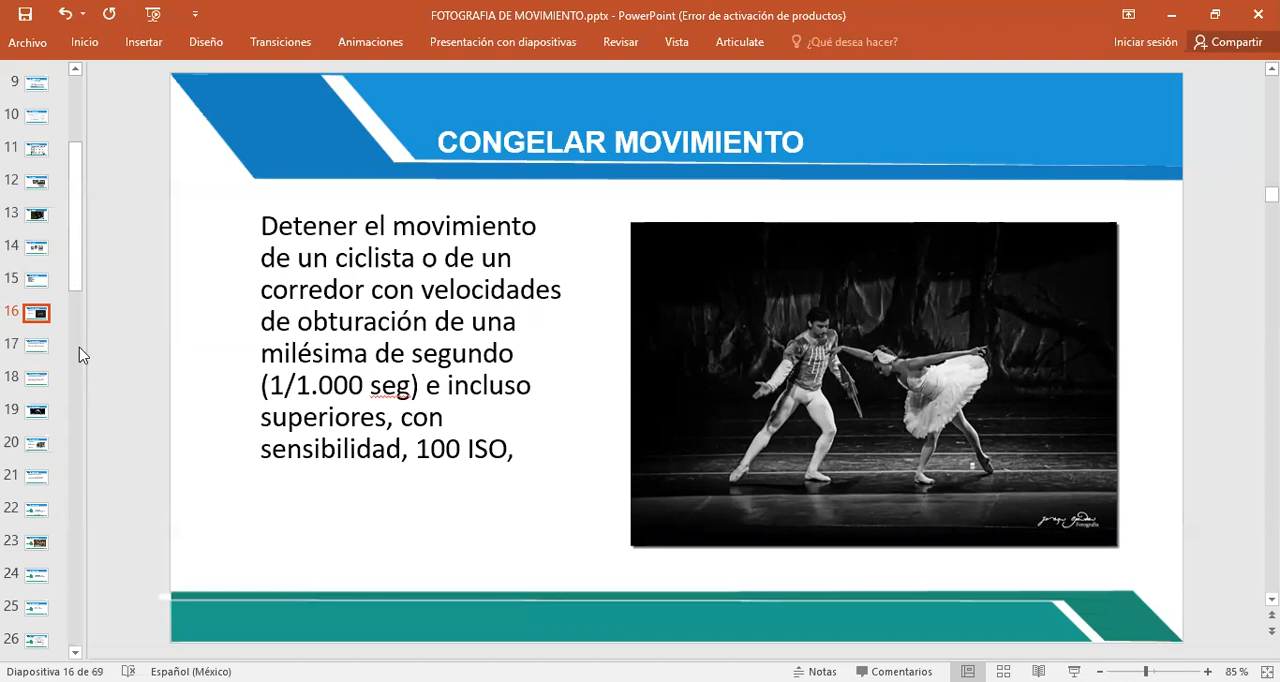 FOTOGRAFIA DE MOVIMIENTO.pptx - PowerPoint (Error de activación de productos)
Archivo Inicio Insertar Diseño Transiciones Animaciones Presentación con diapositivas Revisar Vista Articulate ¿Qué desea hacer? Iniciar sesión Compartir
9
10
11
12
13
14
15
16
17
18
19
20
21
22
23
24
25
26
CONGELAR MOVIMIENTO
Detener el movimiento
de un ciclista o de un
corredor con velocidades
de obturación de una
milésima de segundo
(1/1.000 seg) e incluso
superiores, con
sensibilidad, 100 ISO,
Fotografía
Diapositiva 16 de 69 Español (México) Notas Comentarios 85 %